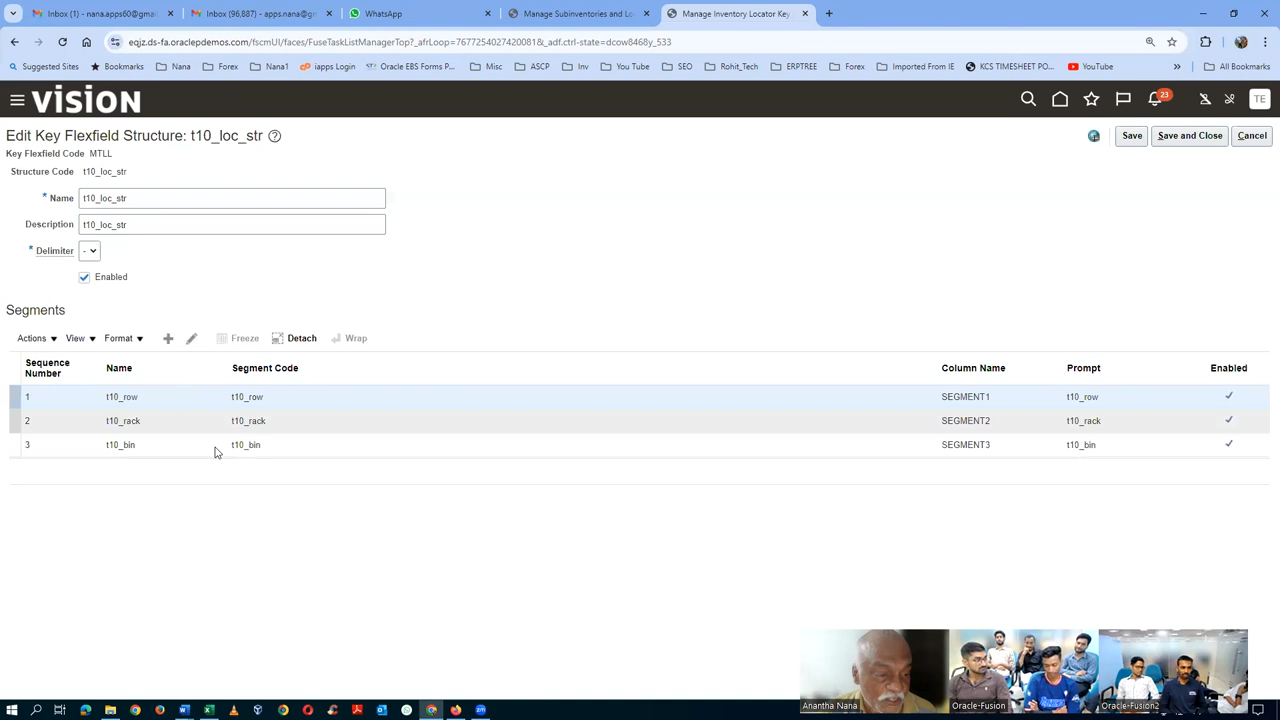 Inbox (1) - nana.apps60@gmail
Inbox (96,887) - apps.nana@gm
WhatsApp
Manage Subinventories and Lo
Manage Inventory Locator Key
eqjz.ds-fa.oraclepdemos.com/fscmUI/faces/FuseTaskListManagerTop?_afrLoop=7677254027420081&_adf.ctrl-state=dcow8468y_533
Suggested Sites
Bookmarks
Nana
Forex
Nana1
iapps Login
Oracle EBS Forms P...
Misc
ASCP
Inv
You Tube
SEO
Rohit_Tech
ERPTREE
Forex
Imported From IE
KCS TIMESHEET PO...
YouTube
All Bookmarks
VISION
23
TE
Edit Key Flexfield Structure: t10_loc_str
Save
Save and Close
Cancel
Key Flexfield Code MTLL
Structure Code t10_loc_str
* Name t10_loc_str
Description t10_loc_str
* Delimiter -
Enabled
Segments
Actions View Format Freeze Detach Wrap
Sequence Number Name Segment Code Column Name Prompt Enabled
1 t10_row t10_row SEGMENT1 t10_row
2 t10_rack t10_rack SEGMENT2 t10_rack
3 t10_bin t10_bin SEGMENT3 t10_bin
Anantha Nana
Oracle-Fusion
Oracle-Fusion2